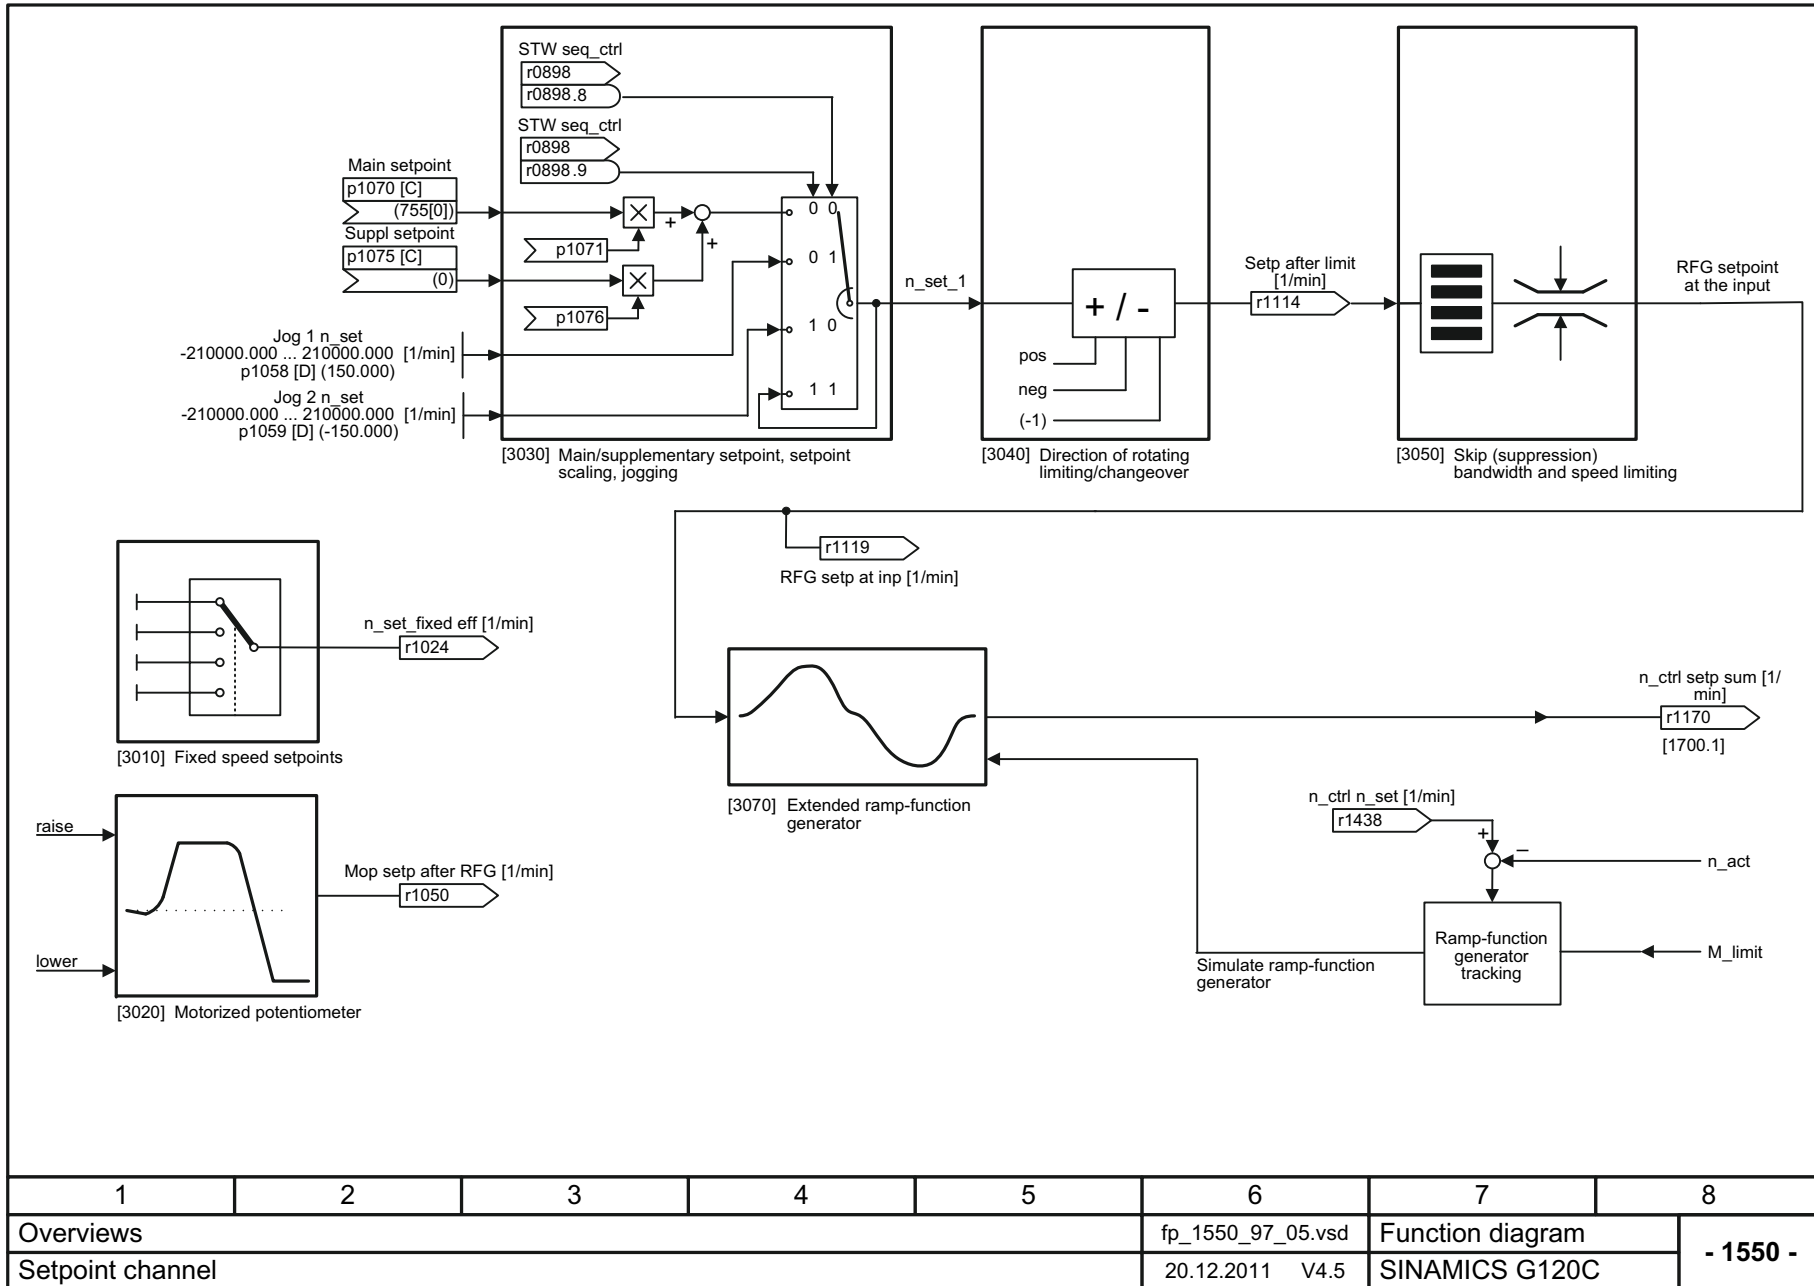 STW seq_ctrl
r0898
r0898.8
STW seq_ctrl
r0898
r0898.9
Main setpoint
p1070 [C]
(755[0])
Suppl setpoint
p1075 [C]
(0)
p1071
p1076
+
+
0 0
0 1
1 0
1 1
Jog 1 n_set
-210000.000 ... 210000.000 [1/min]
p1058 [D] (150.000)
Jog 2 n_set
-210000.000 ... 210000.000 [1/min]
p1059 [D] (-150.000)
[3030] Main/supplementary setpoint, setpoint
scaling, jogging
n_set_1
+ / -
pos
neg
(-1)
[3040] Direction of rotating
limiting/changeover
Setp after limit
[1/min]
r1114
[3050] Skip (suppression)
bandwidth and speed limiting
RFG setpoint
at the input
r1119
RFG setp at inp [1/min]
n_set_fixed eff [1/min]
r1024
[3010] Fixed speed setpoints
raise
lower
Mop setp after RFG [1/min]
r1050
[3020] Motorized potentiometer
[3070] Extended ramp-function
generator
n_ctrl setp sum [1/
min]
r1170
[1700.1]
n_ctrl n_set [1/min]
r1438
+
–
n_act
Ramp-function
generator
tracking
M_limit
Simulate ramp-function
generator
1 2 3 4 5 6 7 8
Overviews
fp_1550_97_05.vsd
Function diagram
- 1550 -
Setpoint channel
20.12.2011 V4.5
SINAMICS G120C